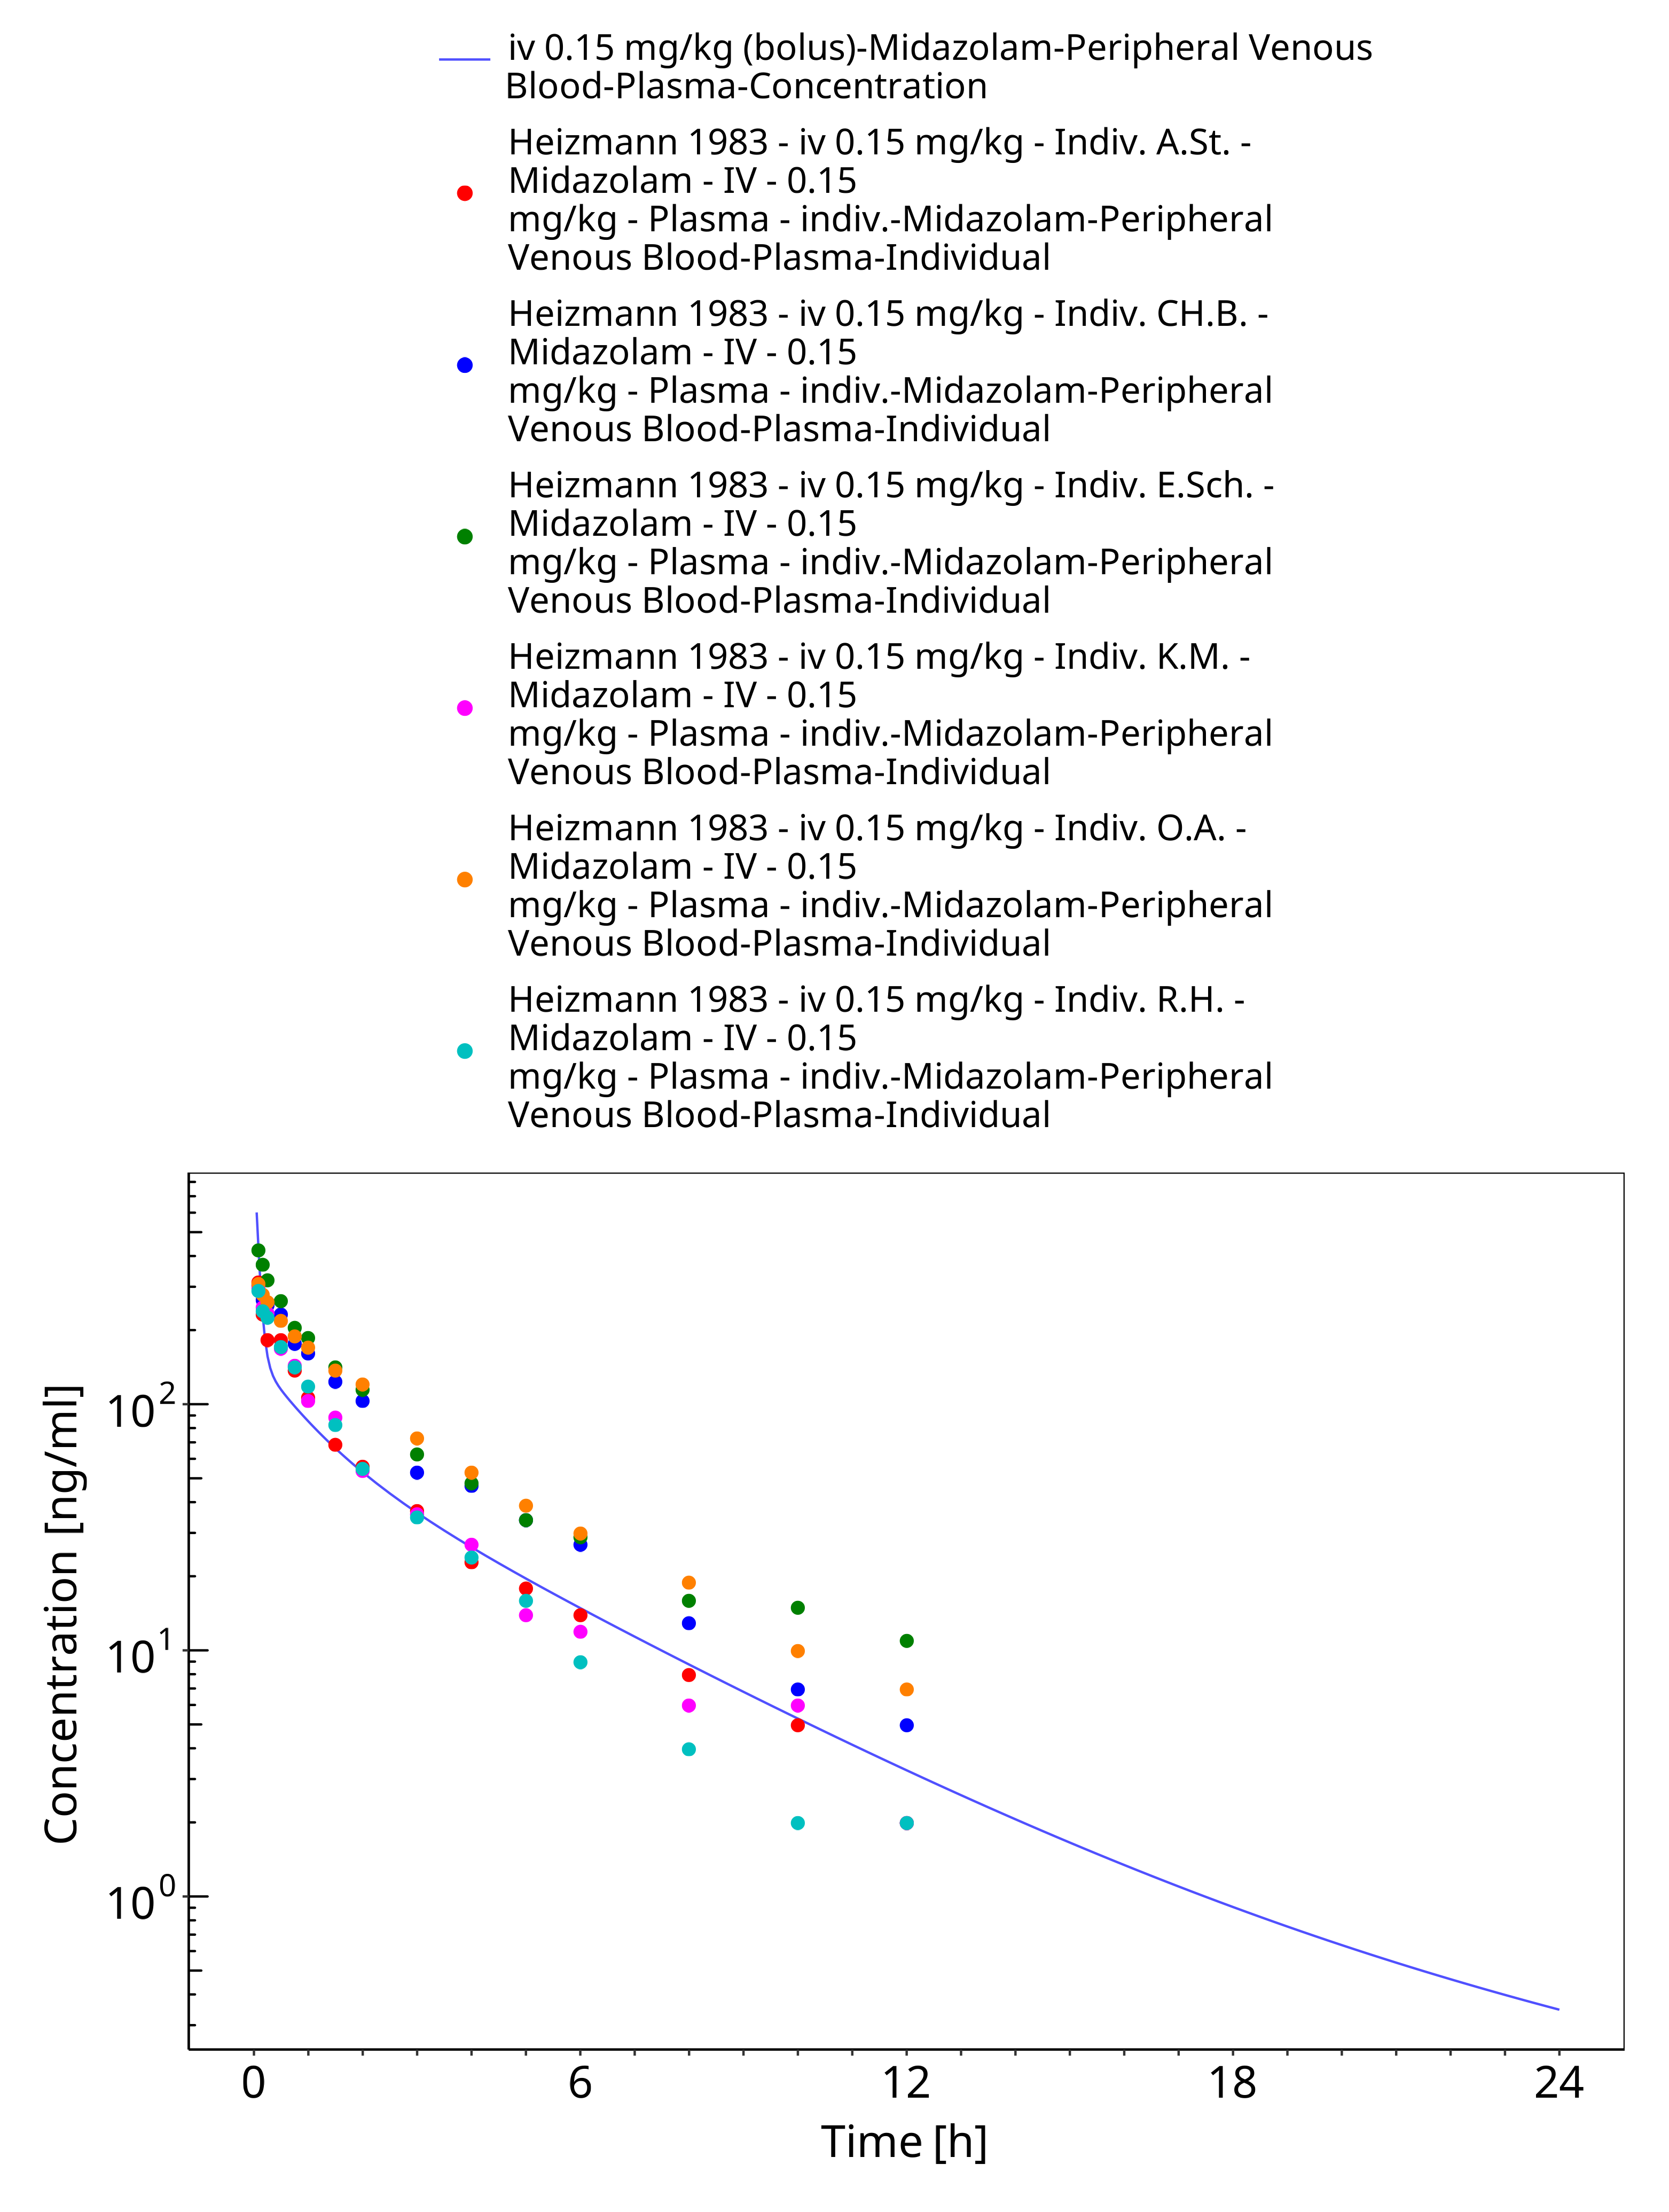 iv 0.15 mg/kg (bolus)-Midazolam-Peripheral Venous
Blood-Plasma-Concentration
Heizmann 1983 - iv 0.15 mg/kg - Indiv. A.St. -
Midazolam - IV - 0.15
mg/kg - Plasma - indiv.-Midazolam-Peripheral
Venous Blood-Plasma-Individual
Heizmann 1983 - iv 0.15 mg/kg - Indiv. CH.B. -
Midazolam - IV - 0.15
mg/kg - Plasma - indiv.-Midazolam-Peripheral
Venous Blood-Plasma-Individual
Heizmann 1983 - iv 0.15 mg/kg - Indiv. E.Sch. -
Midazolam - IV - 0.15
mg/kg - Plasma - indiv.-Midazolam-Peripheral
Venous Blood-Plasma-Individual
Heizmann 1983 - iv 0.15 mg/kg - Indiv. K.M. -
Midazolam - IV - 0.15
mg/kg - Plasma - indiv.-Midazolam-Peripheral
Venous Blood-Plasma-Individual
Heizmann 1983 - iv 0.15 mg/kg - Indiv. O.A. -
Midazolam - IV - 0.15
mg/kg - Plasma - indiv.-Midazolam-Peripheral
Venous Blood-Plasma-Individual
Heizmann 1983 - iv 0.15 mg/kg - Indiv. R.H. -
Midazolam - IV - 0.15
mg/kg - Plasma - indiv.-Midazolam-Peripheral
Venous Blood-Plasma-Individual
Concentration [ng/ml]
10^2
10^1
10^0
0 6 12 18 24
Time [h]